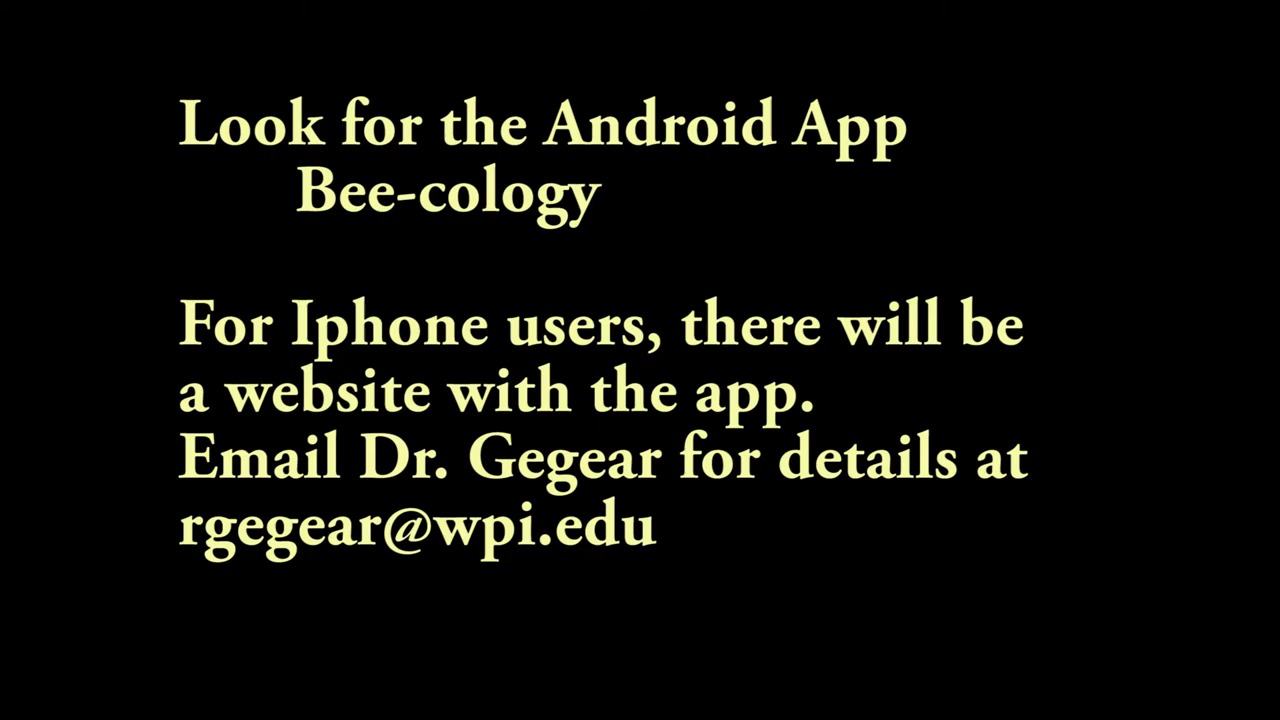 Look for the Android App
Bee-cology
For Iphone users, there will be
a website with the app.
Email Dr. Gegear for details at
rgegear@wpi.edu